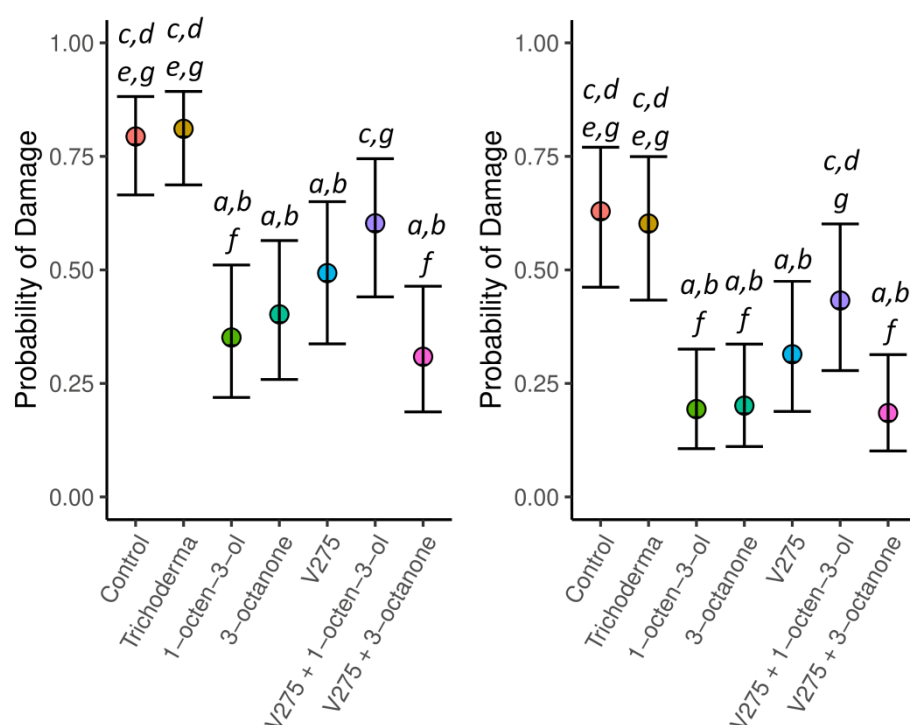 Probability of Damage
1.00
0.75
0.50
0.25
0.00
c,d
e,g
c,d
e,g
a,b
f
a,b
a,b
c,g
a,b
f
Control
Trichoderma
1−octen−3−ol
3−octanone
V275
V275 + 1−octen−3−ol
V275 + 3−octanone
Probability of Damage
1.00
0.75
0.50
0.25
0.00
c,d
e,g
c,d
e,g
a,b
f
a,b
f
a,b
c,d
g
a,b
f
Control
Trichoderma
1−octen−3−ol
3−octanone
V275
V275 + 1−octen−3−ol
V275 + 3−octanone